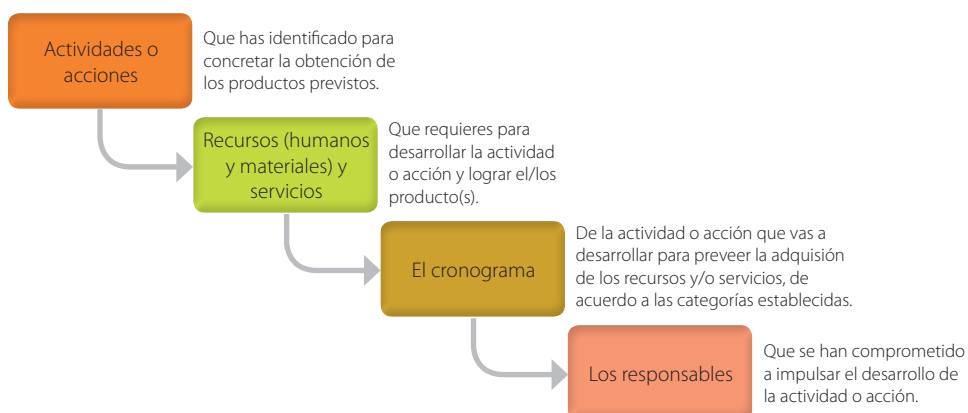 Actividades o
acciones
Que has identificado para
concretar la obtención de
los productos previstos.
Recursos (humanos
y materiales) y
servicios
Que requieres para
desarrollar la actividad
o acción y lograr el/los
producto(s).
El cronograma
De la actividad o acción que vas a
desarrollar para preveer la adquisión
de los recursos y/o servicios, de
acuerdo a las categorías establecidas.
Los responsables
Que se han comprometido
a impulsar el desarrollo de
la actividad o acción.